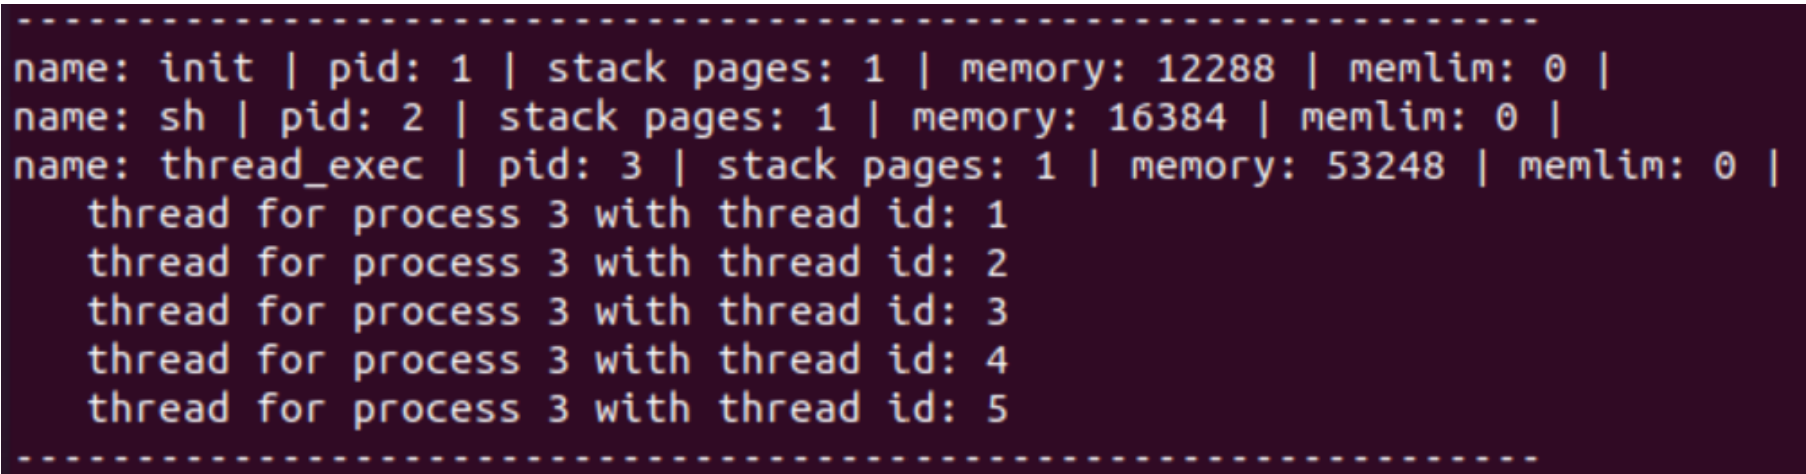 ----------------------------------------------------------------
name: init | pid: 1 | stack pages: 1 | memory: 12288 | memlim: 0 |
name: sh | pid: 2 | stack pages: 1 | memory: 16384 | memlim: 0 |
name: thread_exec | pid: 3 | stack pages: 1 | memory: 53248 | memlim: 0 |
   thread for process 3 with thread id: 1
   thread for process 3 with thread id: 2
   thread for process 3 with thread id: 3
   thread for process 3 with thread id: 4
   thread for process 3 with thread id: 5
----------------------------------------------------------------